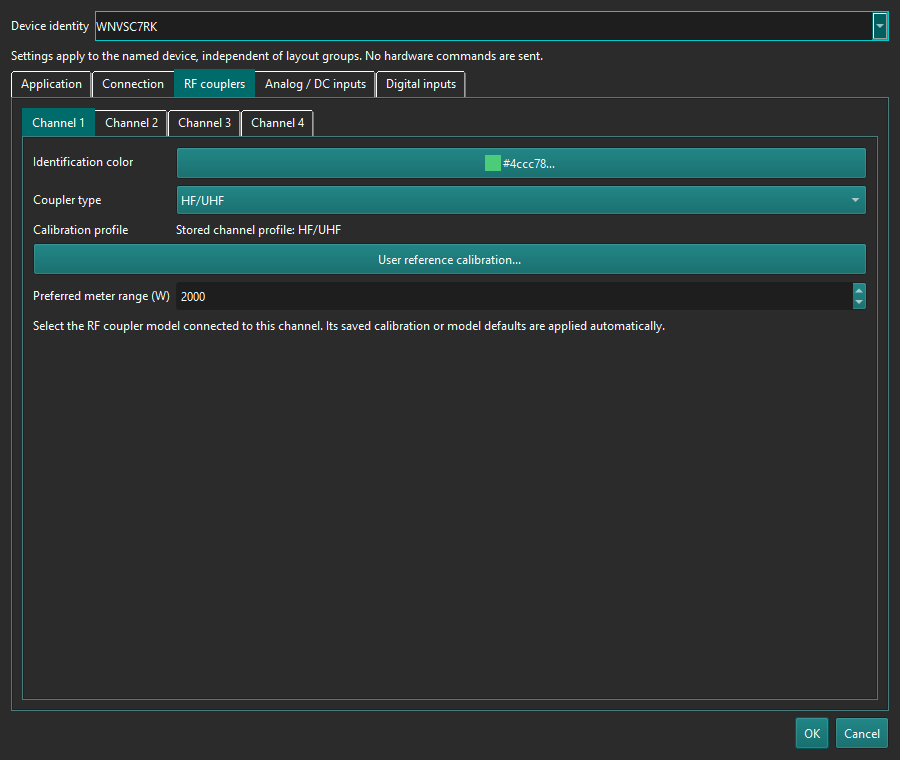 Device identity WNVSC7RK
Settings apply to the named device, independent of layout groups. No hardware commands are sent.
Application Connection RF couplers Analog / DC inputs Digital inputs
Channel 1 Channel 2 Channel 3 Channel 4
Identification color #4ccc78...
Coupler type HF/UHF
Calibration profile Stored channel profile: HF/UHF
User reference calibration...
Preferred meter range (W) 2000
Select the RF coupler model connected to this channel. Its saved calibration or model defaults are applied automatically.
OK Cancel